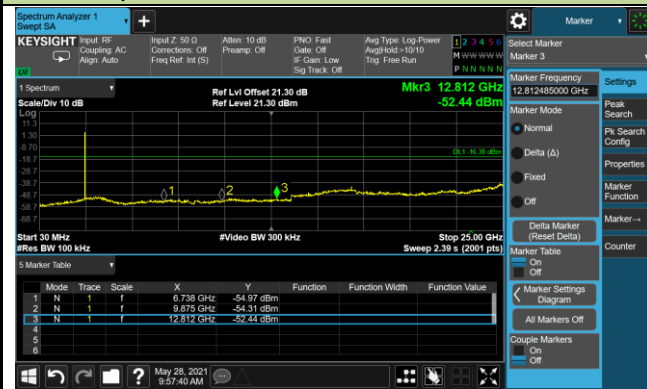 Spectrum Analyzer 1
Swept SA
Marker
KEYSIGHT
Input: RF
Coupling: AC
Align: Auto
Input Z: 50 Ω
Corrections: Off
Freq Ref: Int (S)
Atten: 10 dB
Preamp: Off
PNO: Fast
Gate: Off
IF Gain: Low
Sig Track: Off
Avg Type: Log-Power
Avg|Hold:>10/10
Trig: Free Run
1 2 3 4 5 6
M W W W W W
P N N N N N
1 Spectrum
Scale/Div 10 dB
Ref Lvl Offset 21.30 dB
Ref Level 21.30 dBm
Mkr3 12.812 GHz
-52.44 dBm
Log
11.3
1.30
-8.70
-18.7
-28.7
-38.7
-48.7
-58.7
-68.7
DL1 -16.38 dBm
1
2
3
Start 30 MHz
#Res BW 100 kHz
#Video BW 300 kHz
Stop 25.00 GHz
Sweep 2.39 s (2001 pts)
5 Marker Table
Mode Trace Scale X Y Function Function Width Function Value
1 N 1 f 6.738 GHz -54.97 dBm
2 N 1 f 9.875 GHz -54.31 dBm
3 N 1 f 12.812 GHz -52.44 dBm
4
5
6
May 28, 2021
9:57:40 AM
Select Marker
Marker 3
Marker Frequency
12.812485000 GHz
Marker Mode
Normal
Delta (Δ)
Fixed
Off
Delta Marker
(Reset Delta)
Marker Table
On
Off
Marker Settings
Diagram
All Markers Off
Couple Markers
On
Off
Settings
Peak
Search
Pk Search
Config
Properties
Marker
Function
Marker→
Counter